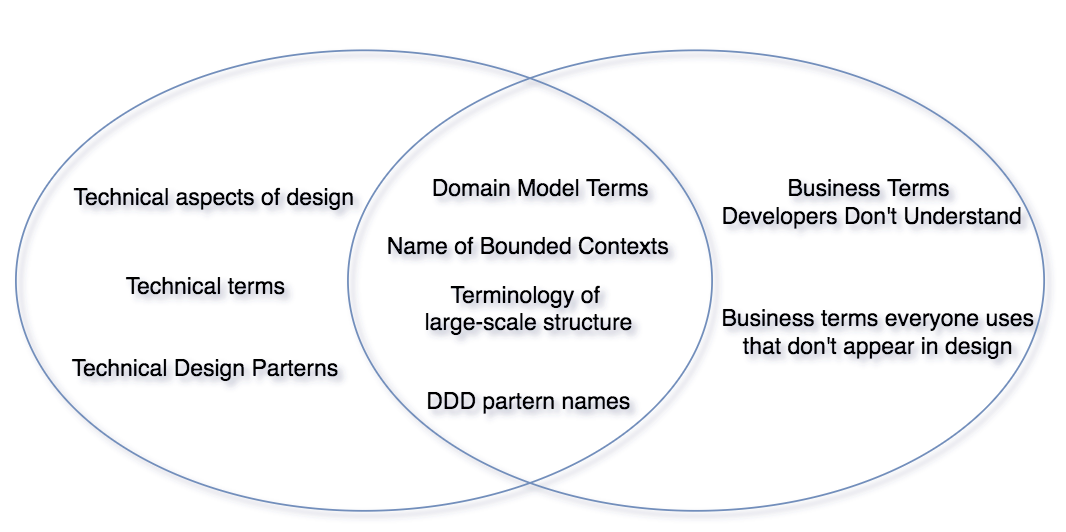 Technical aspects of design
Technical terms
Technical Design Parterns
Domain Model Terms
Name of Bounded Contexts
Terminology of
large-scale structure
DDD partern names
Business Terms
Developers Don't Understand
Business terms everyone uses
that don't appear in design